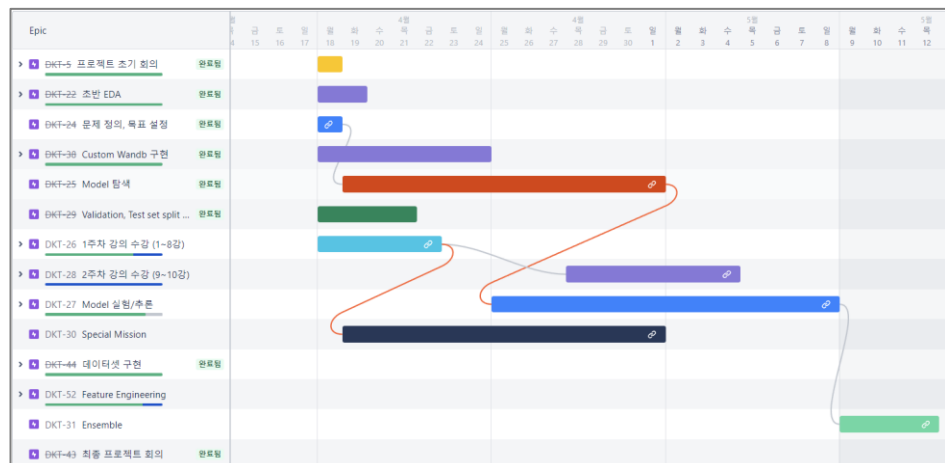 Epic
월 4월 4월 5월 5월
4 금 토 일 월 화 수 목 금 토 일 월 화 수 목 금 토 일 월 화 수 목 금 토 일 월 화 수 목
15 16 17 18 19 20 21 22 23 24 25 26 27 28 29 30 1 2 3 4 5 6 7 8 9 10 11 12
DKT-5 프로젝트 초기 회의 완료됨
DKT-22 초반 EDA 완료됨
DKT-24 문제 정의, 목표 설정 완료됨
DKT-38 Custom Wandb 구현 완료됨
DKT-25 Model 탐색 완료됨
DKT-29 Validation, Test set split ... 완료됨
DKT-26 1주차 강의 수강 (1~8강)
DKT-28 2주차 강의 수강 (9~10강)
DKT-27 Model 실험/추론
DKT-30 Special Mission
DKT-44 데이터셋 구현 완료됨
DKT-52 Feature Engineering
DKT-31 Ensemble
DKT-43 최종 프로젝트 회의 완료됨